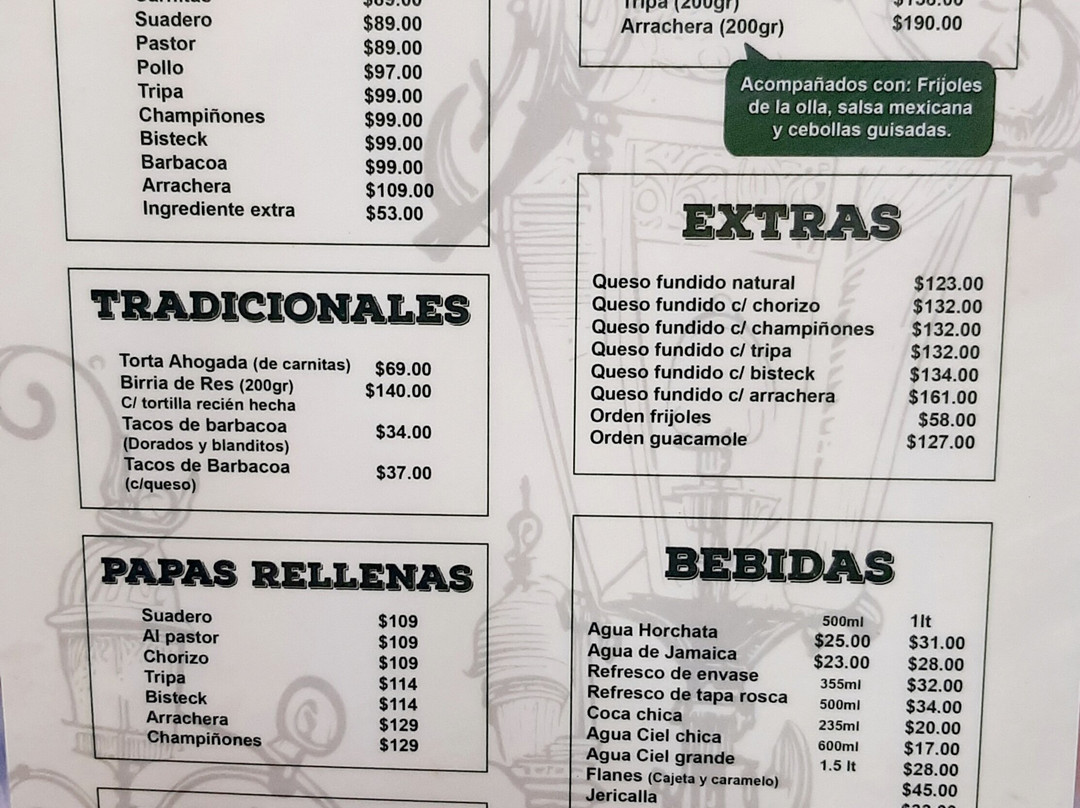 Suadero $89.00
Pastor $89.00
Pollo $97.00
Tripa $99.00
Champiñones $99.00
Bisteck $99.00
Barbacoa $99.00
Arrachera $109.00
Ingrediente extra $53.00
TRADICIONALES
Torta Ahogada (de carnitas) $69.00
Birria de Res (200gr) $140.00
C/ tortilla recién hecha
Tacos de barbacoa $34.00
(Dorados y blanditos)
Tacos de Barbacoa $37.00
(c/queso)
PAPAS RELLENAS
Suadero $109
Al pastor $109
Chorizo $109
Tripa $114
Bisteck $114
Arrachera $129
Champiñones $129
Tripa (200gr)
Arrachera (200gr) $190.00
Acompañados con: Frijoles
de la olla, salsa mexicana
y cebollas guisadas.
EXTRAS
Queso fundido natural $123.00
Queso fundido c/ chorizo $132.00
Queso fundido c/ champiñones $132.00
Queso fundido c/ tripa $132.00
Queso fundido c/ bisteck $134.00
Queso fundido c/ arrachera $161.00
Orden frijoles $58.00
Orden guacamole $127.00
BEBIDAS
500ml 1lt
Agua Horchata $25.00 $31.00
Agua de Jamaica $23.00 $28.00
Refresco de envase 355ml $32.00
Refresco de tapa rosca 500ml $34.00
Coca chica 235ml $20.00
Agua Ciel chica 600ml $17.00
Agua Ciel grande 1.5 lt $28.00
Flanes (Cajeta y caramelo) $45.00
Jericalla